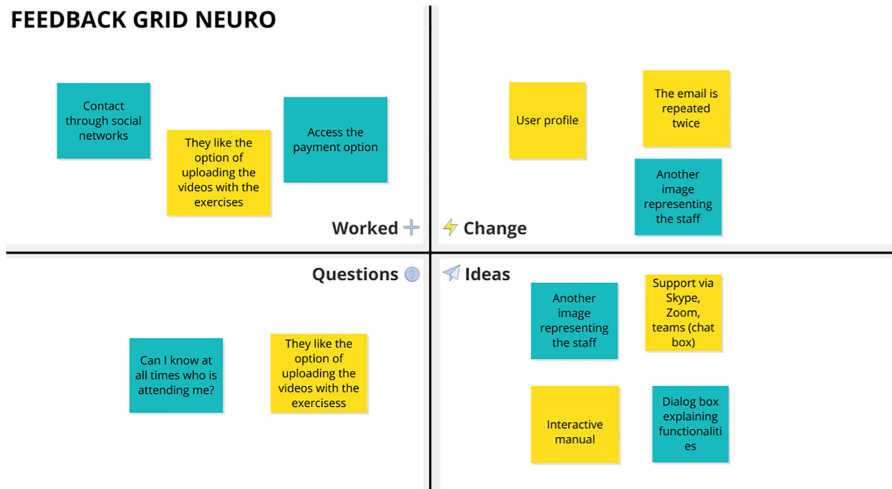 FEEDBACK GRID NEURO
Contact
through social
networks
They like the
option of
uploading the
videos with the
exercises
Access the
payment option
Worked
User profile
The email is
repeated
twice
Another
image
representing
the staff
Change
Questions
Can I know at
all times who is
attending me?
They like the
option of
uploading the
videos with the
exercisess
Ideas
Another
image
representing
the staff
Support via
Skype,
Zoom,
teams (chat
box)
Interactive
manual
Dialog box
explaining
functionaliti
es